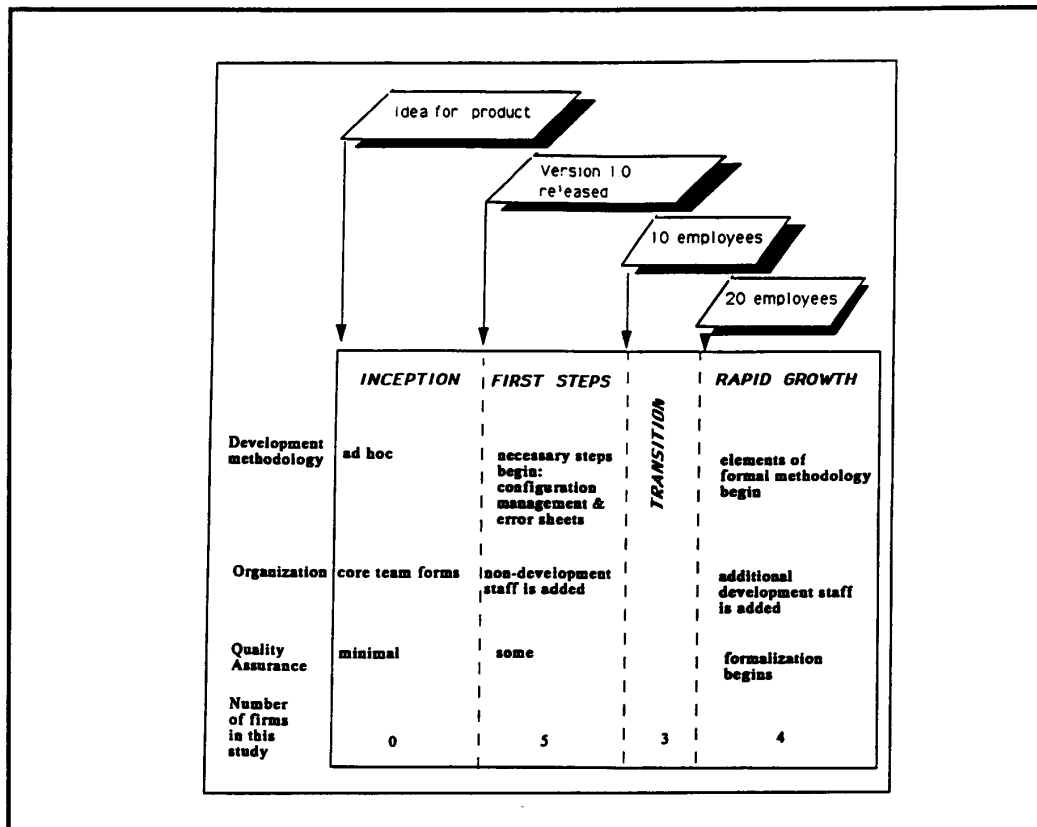 Idea for product
Version 1.0
released
10 employees
20 employees
INCEPTION FIRST STEPS RAPID GROWTH
TRANSITION
Development
methodology
ad hoc
necessary steps
begin:
configuration
management &
error sheets
elements of
formal methodology
begin
Organization
core team forms
non-development
staff is added
additional
development staff
is added
Quality
Assurance
minimal
some
formalization
begins
Number
of firms
in this
study
0 5 3 4